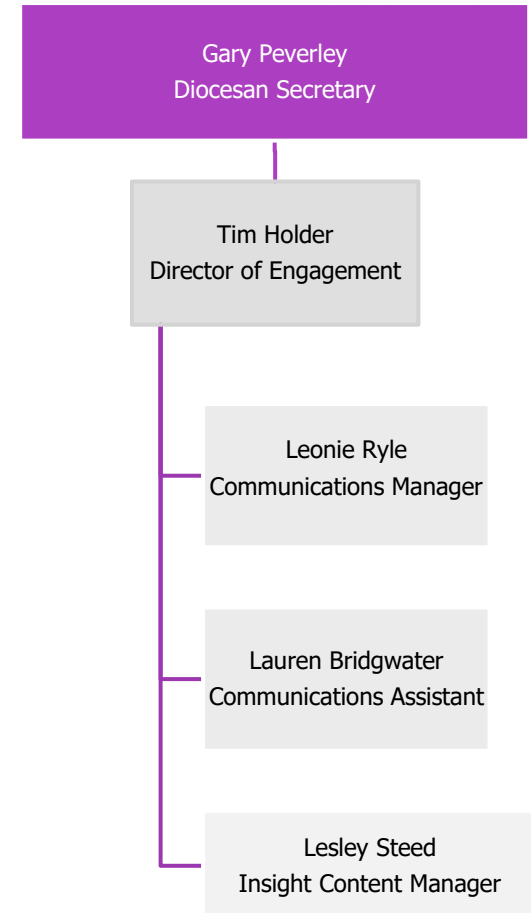 Gary Peverley
Diocesan Secretary
Tim Holder
Director of Engagement
Leonie Ryle
Communications Manager
Lauren Bridgwater
Communications Assistant
Lesley Steed
Insight Content Manager